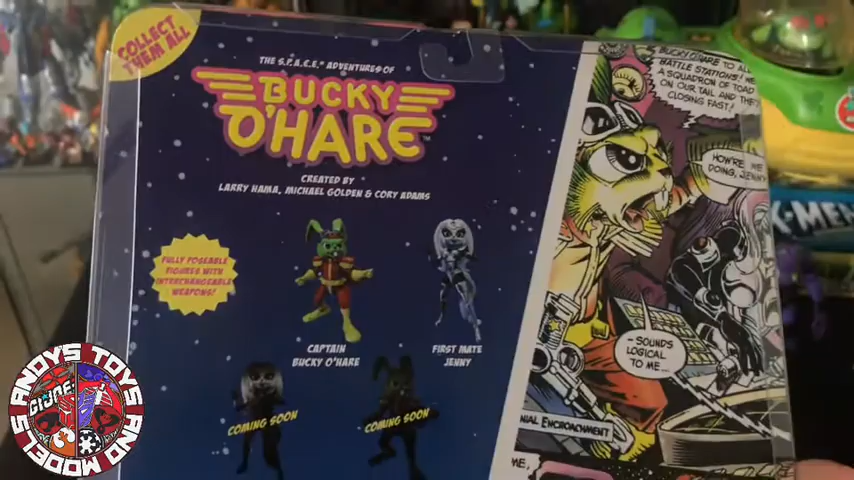 COLLECT
THEM ALL
THE S.P.A.C.E. ADVENTURES OF
BUCKY
O'HARE
CREATED BY
LARRY HAMA, MICHAEL GOLDEN & CORY ADAMS
FULLY POSEABLE
FIGURES WITH
INTERCHANGEABLE
WEAPONS!
CAPTAIN
BUCKY O'HARE
FIRST MATE
JENNY
COMING SOON
COMING SOON
BUCKY O'HARE TO ALL
BATTLE STATIONS!
A SQUADRON OF TOAD
ON OUR TAIL AND THEY
CLOSING FAST!
HOW'RE WE
DOING, JENNY
-SOUNDS
LOGICAL
TO ME...
ENCROACHMENT
ME,
X-MEN
ANDYS TOYS
AND MODELS
GI JOE